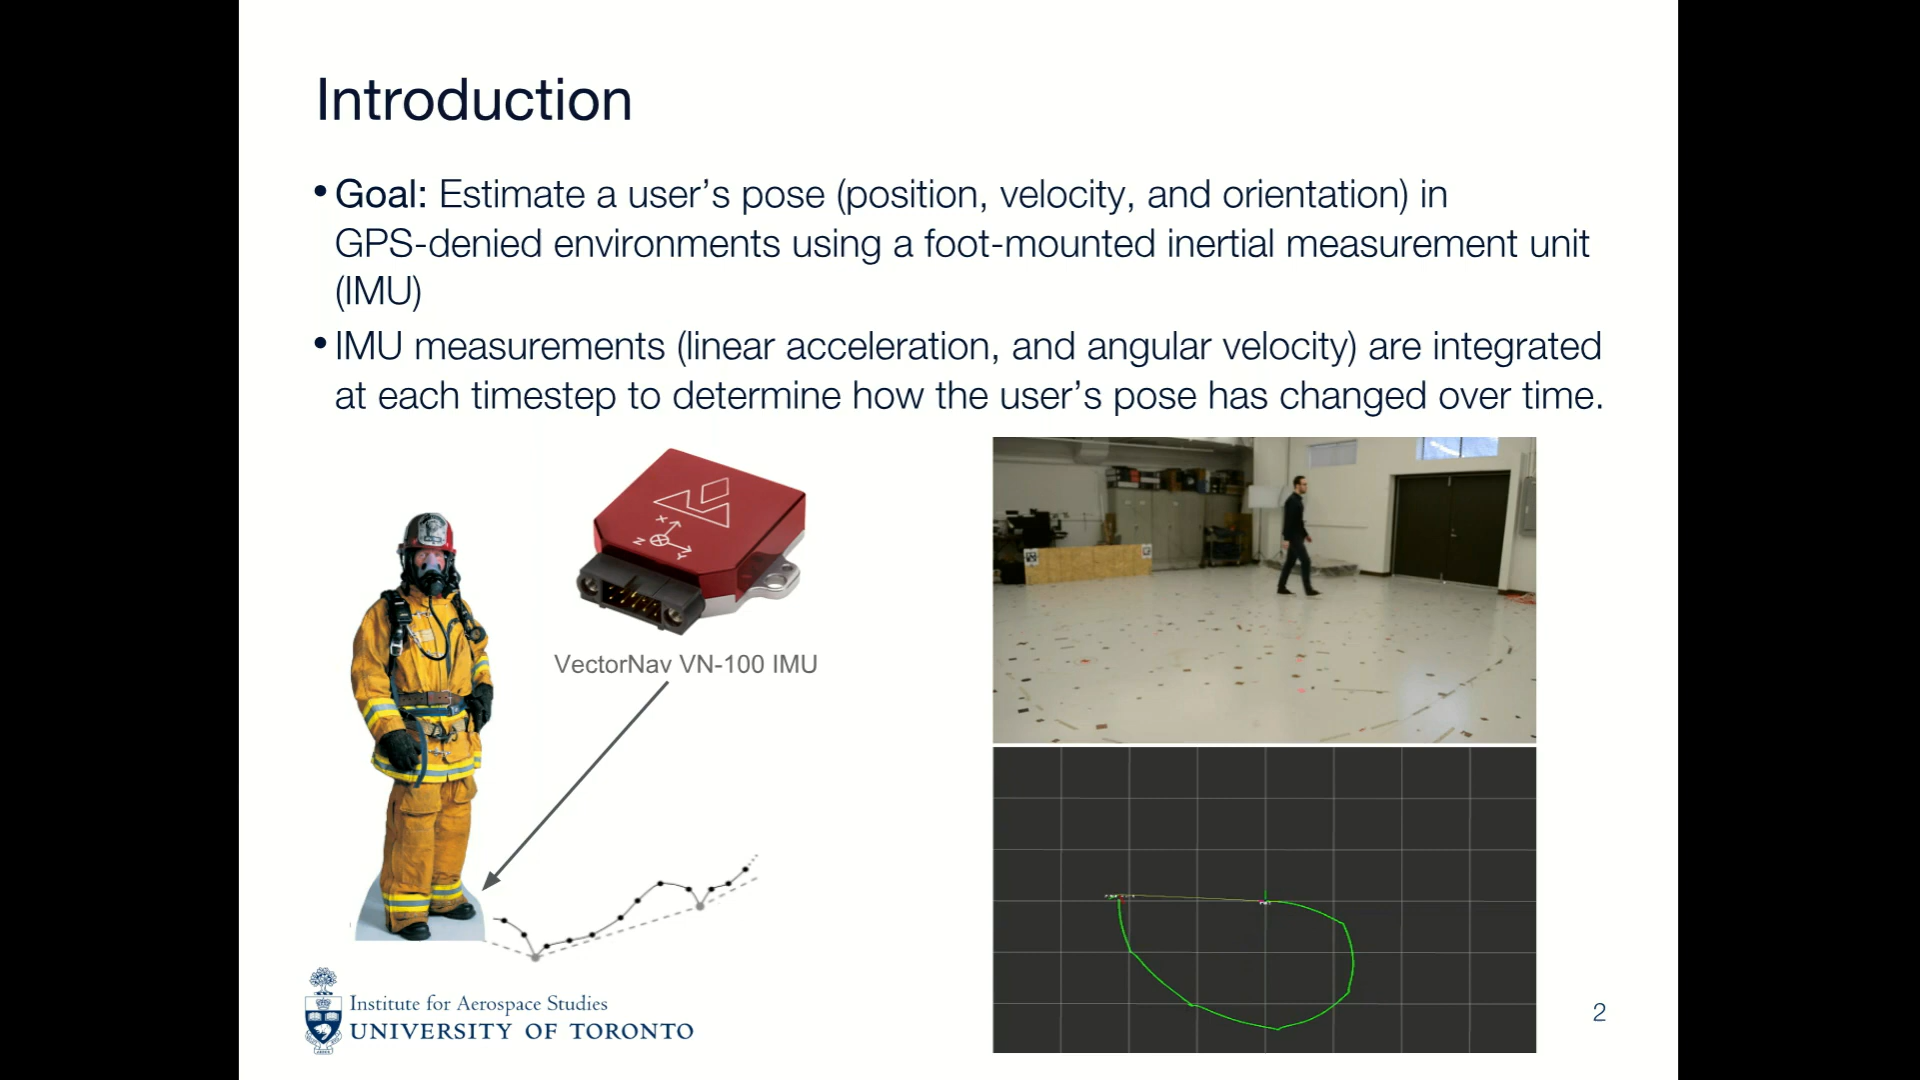 Introduction
• Goal: Estimate a user’s pose (position, velocity, and orientation) in
GPS-denied environments using a foot-mounted inertial measurement unit
(IMU)
• IMU measurements (linear acceleration, and angular velocity) are integrated
at each timestep to determine how the user’s pose has changed over time.
X
Z
Y
VectorNav VN-100 IMU
Institute for Aerospace Studies
UNIVERSITY OF TORONTO
2